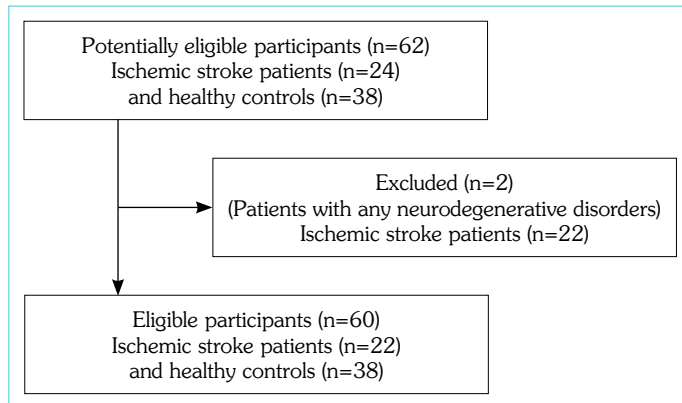 Potentially eligible participants (n=62)
Ischemic stroke patients (n=24)
and healthy controls (n=38)
Excluded (n=2)
(Patients with any neurodegenerative disorders)
Ischemic stroke patients (n=22)
Eligible participants (n=60)
Ischemic stroke patients (n=22)
and healthy controls (n=38)